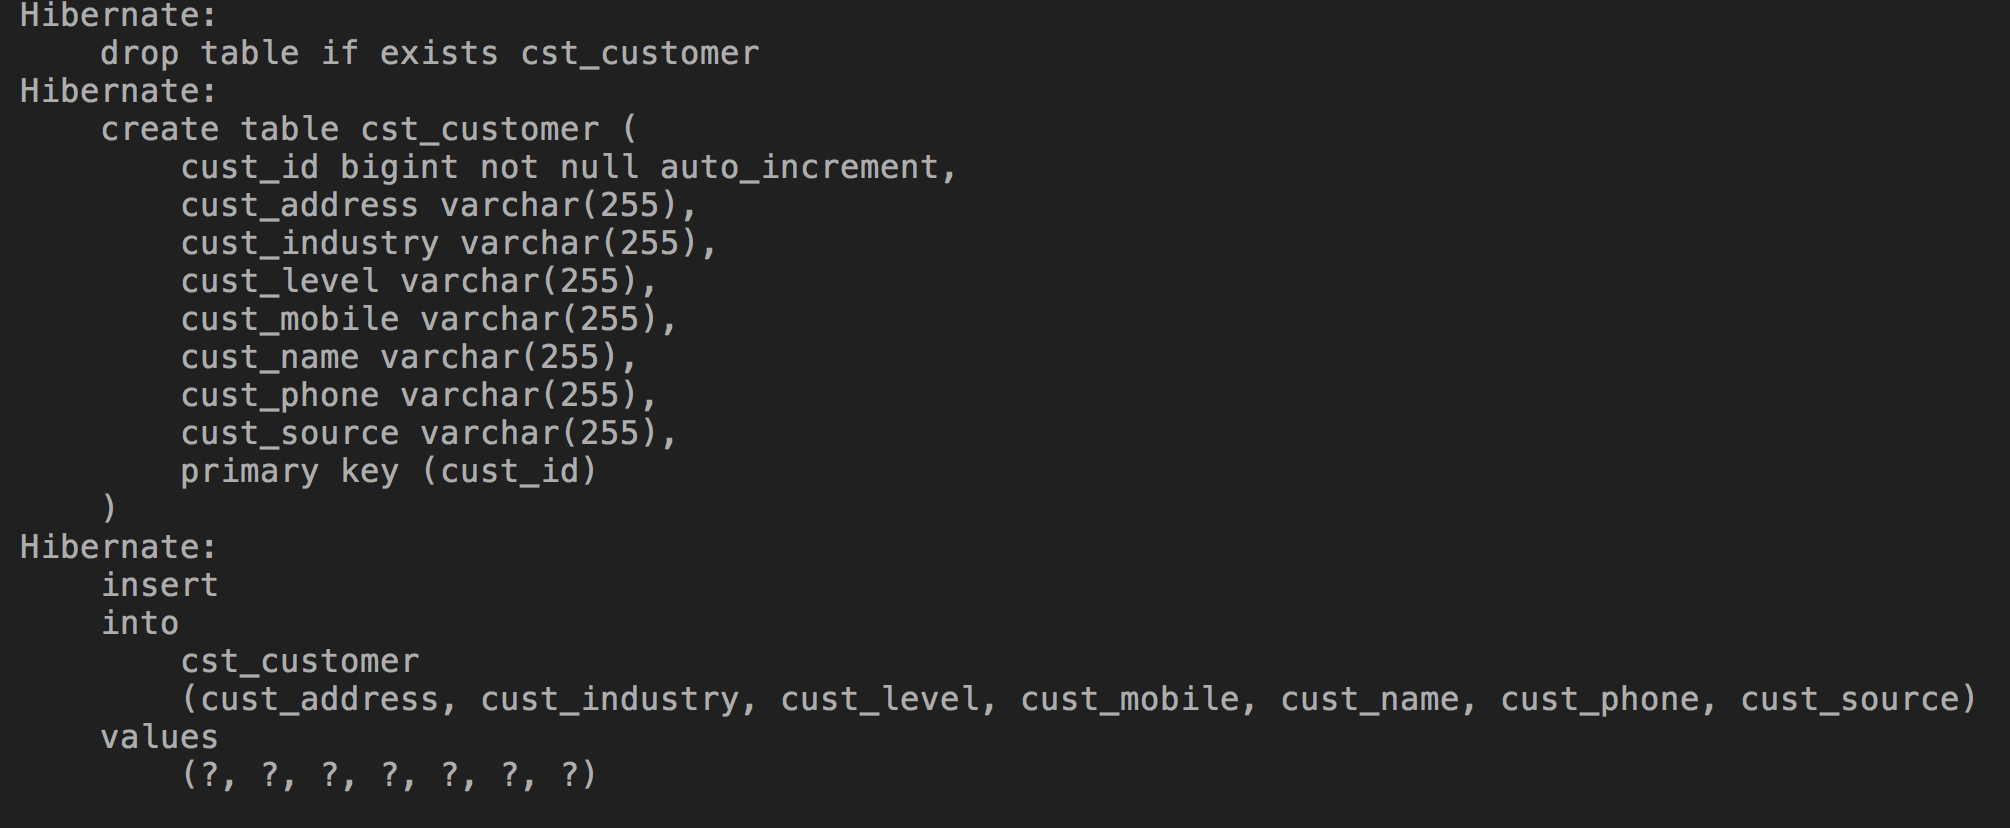 Hibernate:
    drop table if exists cst_customer
Hibernate:
    create table cst_customer (
        cust_id bigint not null auto_increment,
        cust_address varchar(255),
        cust_industry varchar(255),
        cust_level varchar(255),
        cust_mobile varchar(255),
        cust_name varchar(255),
        cust_phone varchar(255),
        cust_source varchar(255),
        primary key (cust_id)
    )
Hibernate:
    insert
    into
        cst_customer
        (cust_address, cust_industry, cust_level, cust_mobile, cust_name, cust_phone, cust_source)
    values
        (?, ?, ?, ?, ?, ?, ?)